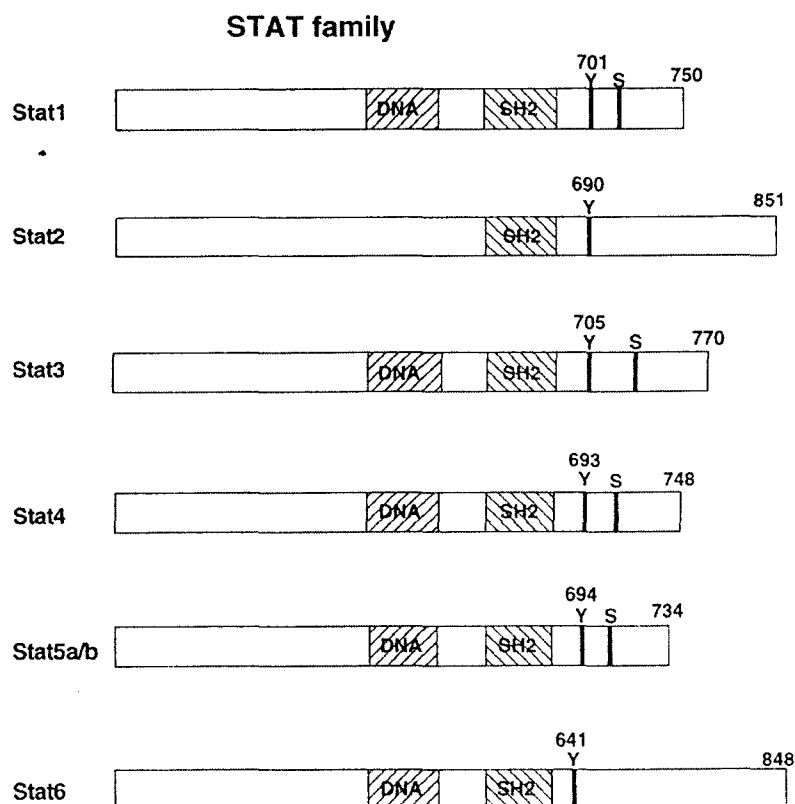 STAT family
701
Y S 750
Stat1 DNA SH2
690
Y 851
Stat2 SH2
705
Y S 770
Stat3 DNA SH2
693
Y S 748
Stat4 DNA SH2
694
Y S 734
Stat5a/b DNA SH2
641
Y 848
Stat6 DNA SH2